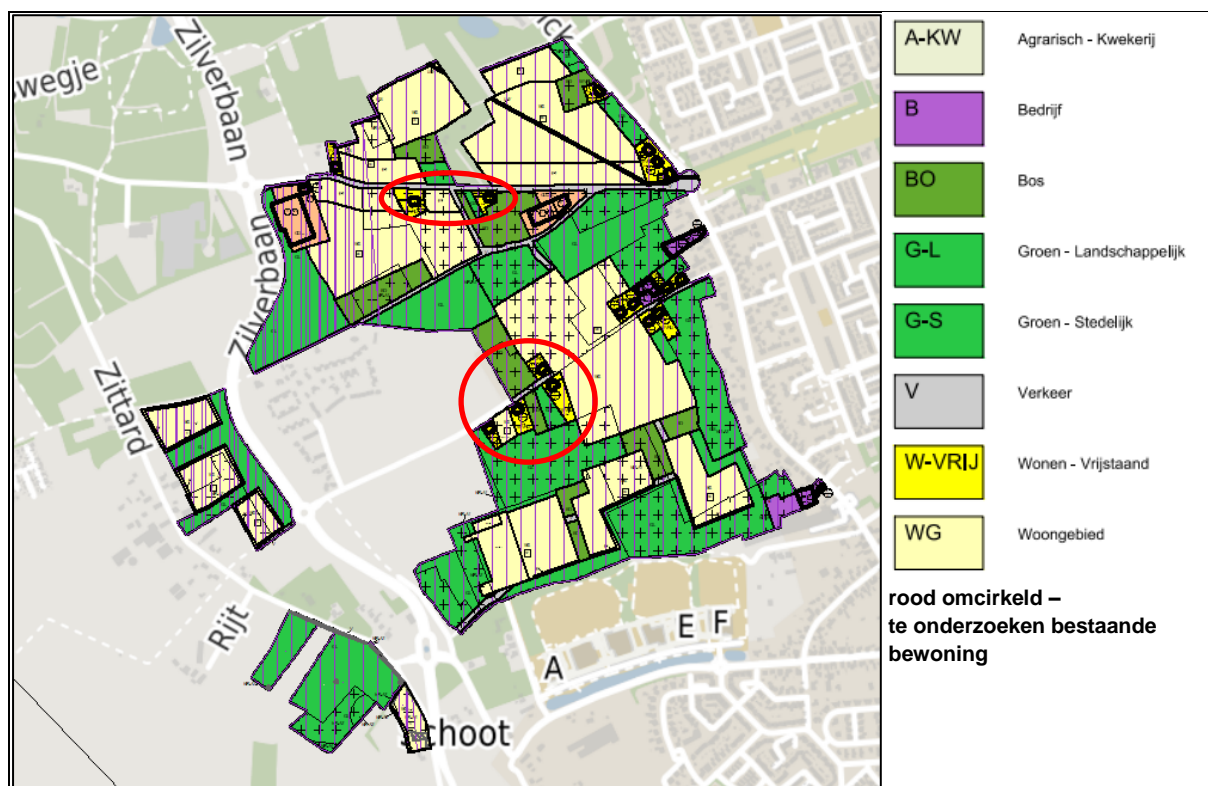 swegje
Zilverbaan
Zilverbaan
Zittard
Rijt
Schoot
A
E F
A-KW Agrarisch - Kwekerij
B Bedrijf
BO Bos
G-L Groen - Landschappelijk
G-S Groen - Stedelijk
V Verkeer
W-VRIJ Wonen - Vrijstaand
WG Woongebied
rood omcirkeld –
te onderzoeken bestaande
bewoning